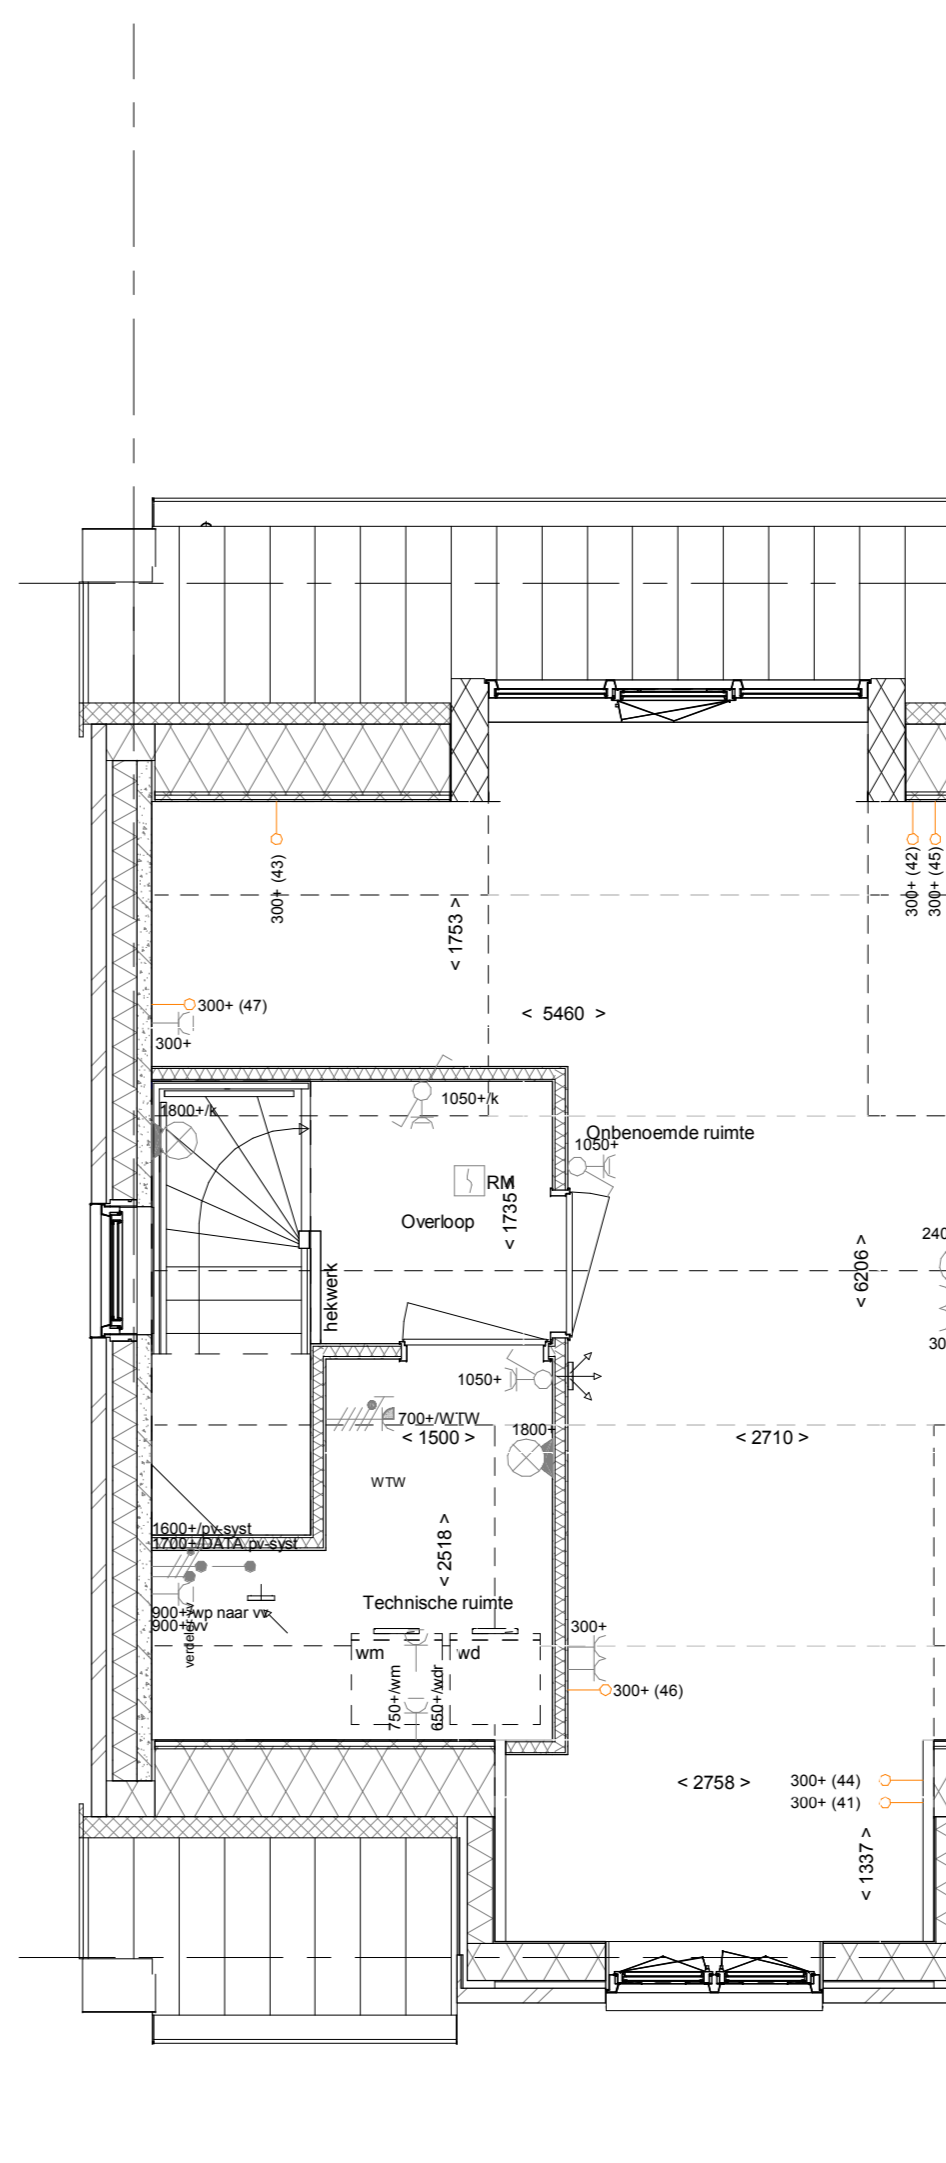 300+ (43)
300+ (42)
300+ (45)
< 1753 >
300+ (47)
< 5460 >
300+
1050+/k
1800+/k
Onbenoemde ruimte
1050+
RM
< 1735 >
Overloop
hekwerk
< 6206 >
1050+
700+/WTW
< 1500 >
1800+
< 2710 >
WTW
1600+/pv-syst
1700+/DATA pv-syst
< 2518 >
Technische ruimte
900+wp naar vv
900+/vv
verdeler vv
300+
wm
wd
750+/wm
650+/wdr
300+ (46)
< 2758 >
300+ (44)
300+ (41)
< 1337 >